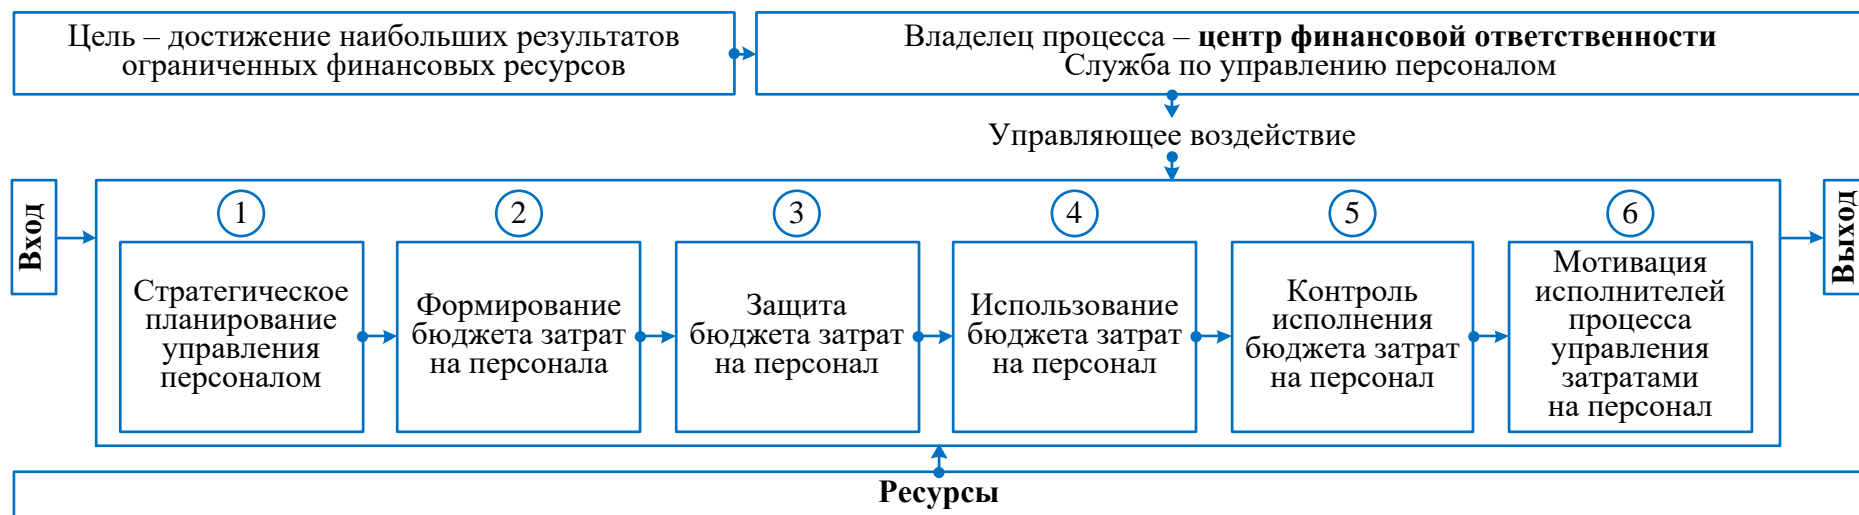 Цель – достижение наибольших результатов
ограниченных финансовых ресурсов
Владелец процесса – центр финансовой ответственности
Служба по управлению персоналом
Управляющее воздействие
Вход
1
Стратегическое
планирование
управления
персоналом
2
Формирование
бюджета затрат
на персонала
3
Защита
бюджета затрат
на персонал
4
Использование
бюджета затрат
на персонал
5
Контроль
исполнения
бюджета затрат
на персонал
6
Мотивация
исполнителей
процесса
управления
затратами
на персонал
Выход
Ресурсы